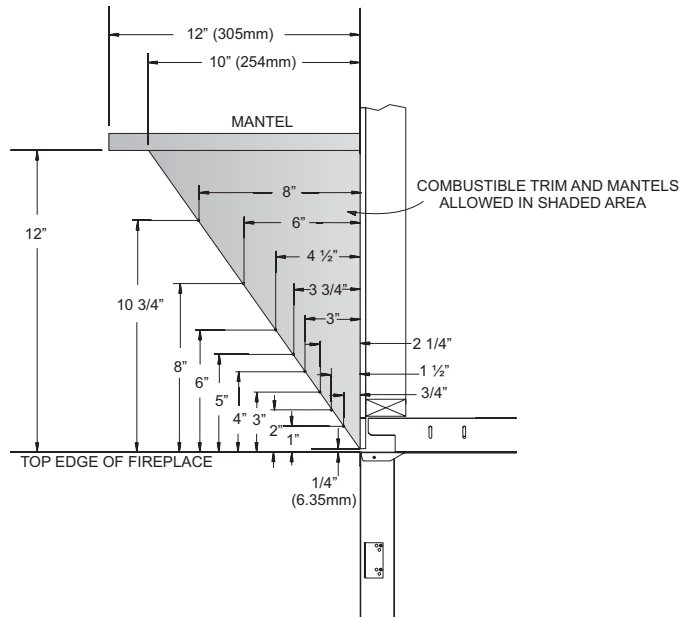 12” (305mm)
10” (254mm)
MANTEL
8”
COMBUSTIBLE TRIM AND MANTELS
ALLOWED IN SHADED AREA
6”
12”
4 ½”
10 3/4”
3 3/4”
3”
2 1/4”
8”
6”
1 ½”
5”
3/4”
4”
3”
2”
1”
TOP EDGE OF FIREPLACE
1/4”
(6.35mm)